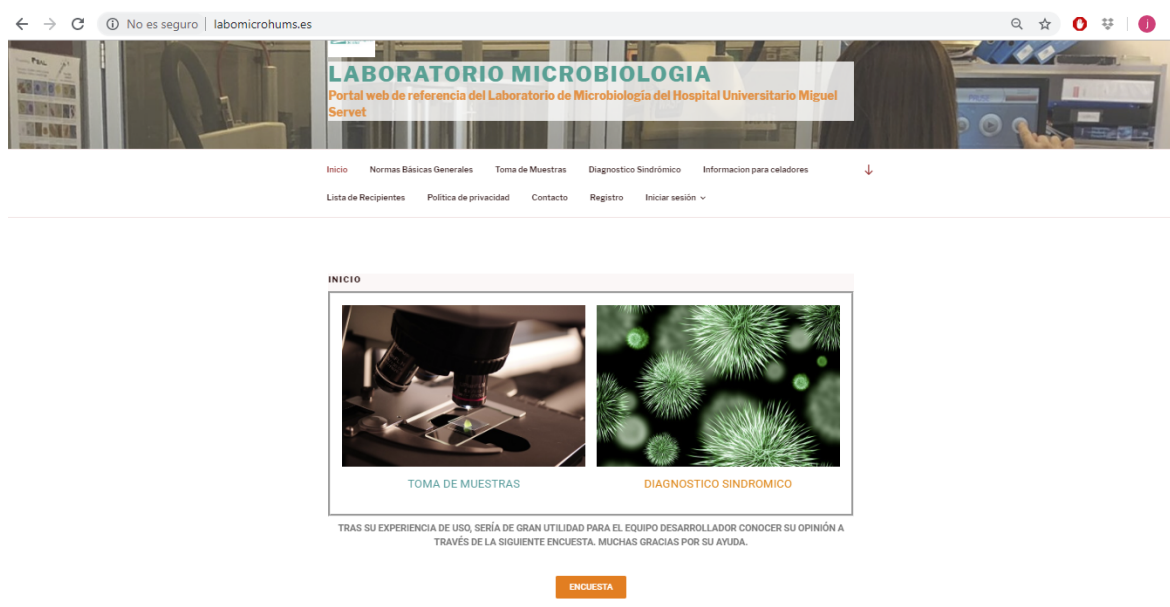 No es seguro | labomicrohums.es
LABORATORIO MICROBIOLOGIA
Portal web de referencia del Laboratorio de Microbiología del Hospital Universitario Miguel
Servet
Inicio Normas Básicas Generales Toma de Muestras Diagnostico Sindrómico Informacion para celadores
Lista de Recipientes Política de privacidad Contacto Registro Iniciar sesión
INICIO
TOMA DE MUESTRAS DIAGNOSTICO SINDROMICO
TRAS SU EXPERIENCIA DE USO, SERÍA DE GRAN UTILIDAD PARA EL EQUIPO DESARROLLADOR CONOCER SU OPINIÓN A
TRAVÉS DE LA SIGUIENTE ENCUESTA. MUCHAS GRACIAS POR SU AYUDA.
ENCUESTA